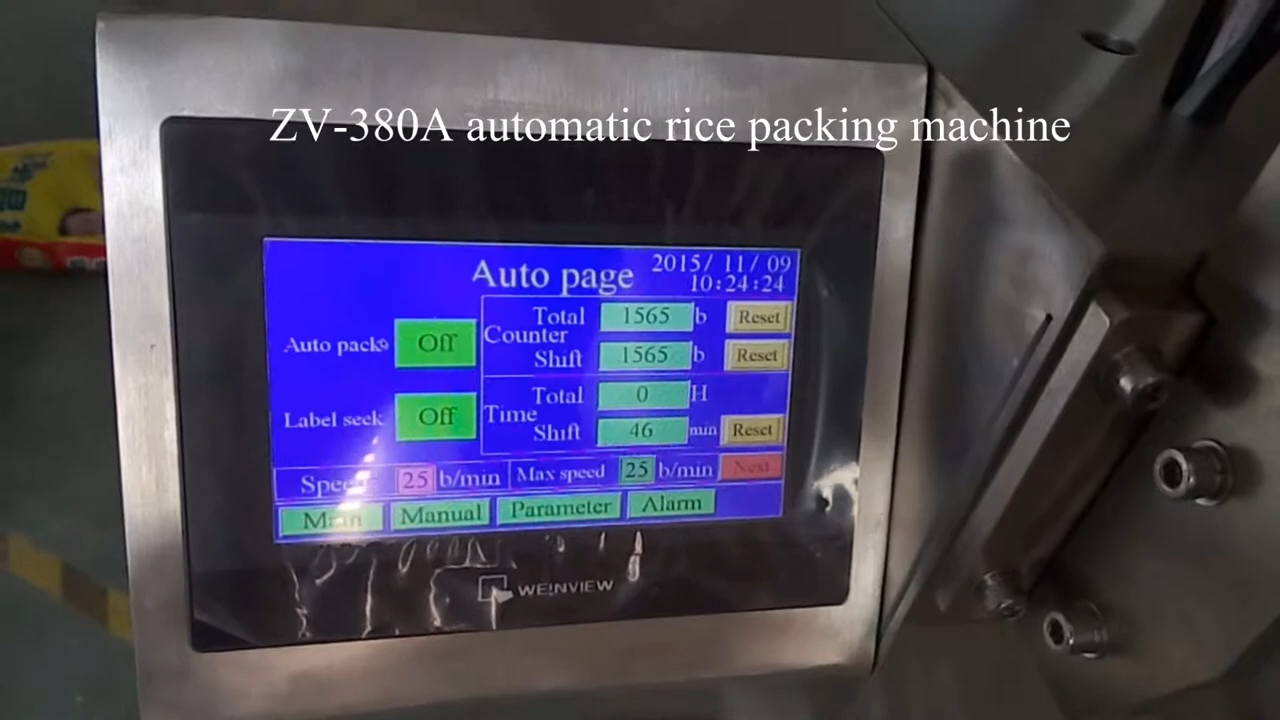 ZV-380A automatic rice packing machine
Auto page
2015/ 11/ 09
10:24:24
Auto pack Off
Label seek Off
Counter
Total 1565 b Reset
Shift 1565 b Reset
Time
Total 0 H
Shift 46 min Reset
Speed 25 b/min Max speed 25 b/min Next
Main Manual Parameter Alarm
WEINVIEW